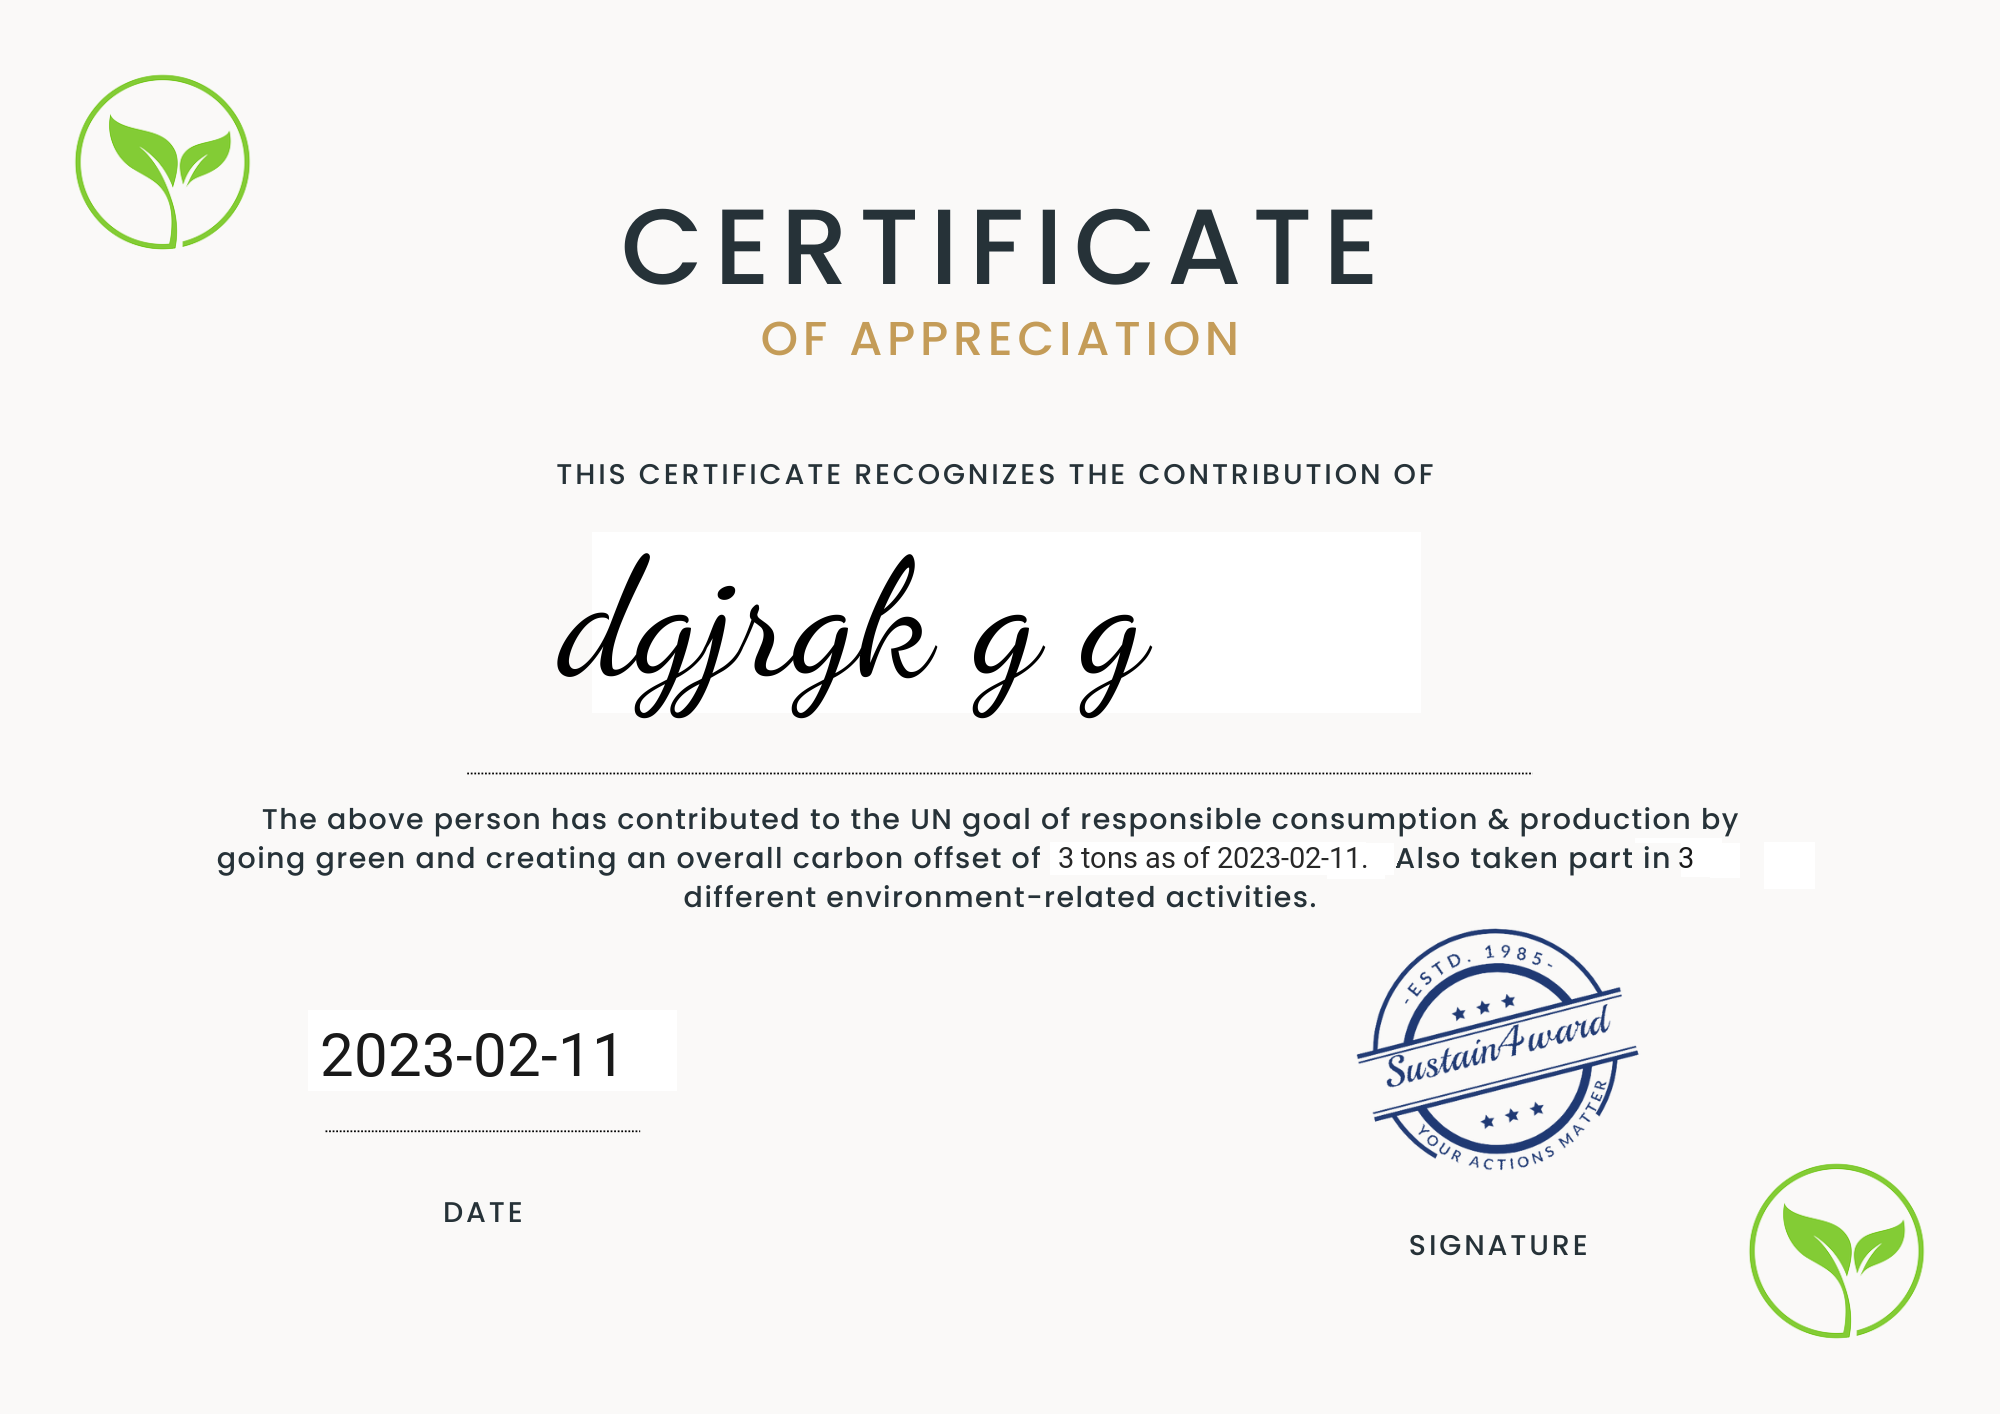 CERTIFICATE
OF APPRECIATION
THIS CERTIFICATE RECOGNIZES THE CONTRIBUTION OF
dgjrgk g g
The above person has contributed to the UN goal of responsible consumption & production by
going green and creating an overall carbon offset of 3 tons as of 2023-02-11. Also taken part in 3
different environment-related activities.
-ESTD. 1985-
SustainAward
YOUR ACTIONS MATTER
2023-02-11
DATE
SIGNATURE